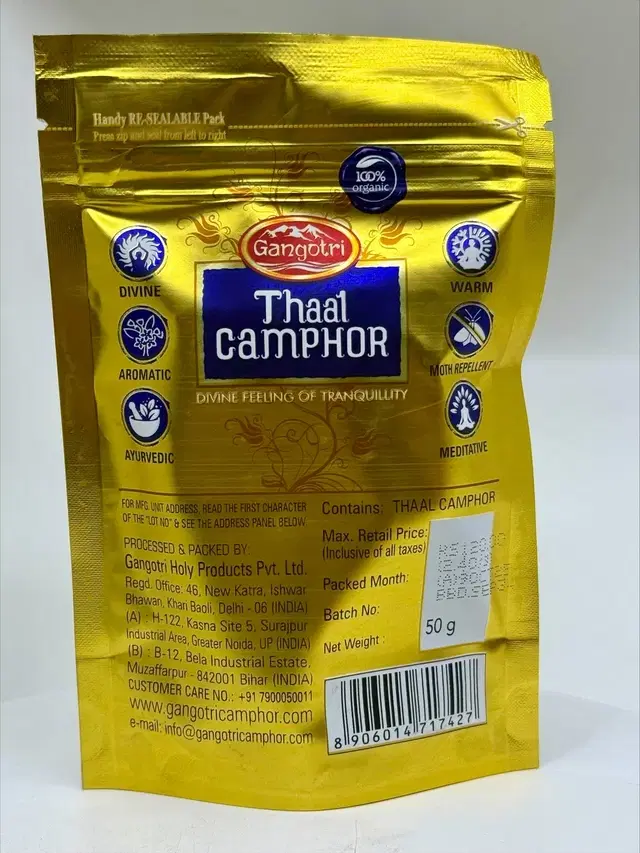 Handy RE-SEALABLE Pack
Press zip and seal from left to right
100%
organic
Gangotri
Thaal
CAMPHOR
DIVINE FEELING OF TRANQUILLITY
DIVINE
AROMATIC
AYURVEDIC
WARM
MOTH REPELLENT
MEDITATIVE
FOR MFG. UNIT ADDRESS, READ THE FIRST CHARACTER
OF THE "LOT NO" & SEE THE ADDRESS PANEL BELOW
PROCESSED & PACKED BY:
Gangotri Holy Products Pvt. Ltd.
Regd. Office: 46, New Katra, Ishwar
Bhawan, Khan Baoli, Delhi - 06 (INDIA)
(A) : H-122, Kasna Site 5, Surajpur
Industrial Area, Greater Noida, UP (INDIA)
(B) : B-12, Bela Industrial Estate,
Muzaffarpur - 842001 Bihar (INDIA)
CUSTOMER CARE NO.: +91 7900050011
www.gangotricamphor.com
e-mail: info@gangotricamphor.com
Contains: THAAL CAMPHOR
Max. Retail Price:
(Inclusive of all taxes)
Packed Month:
Batch No:
Net Weight :
50 g
8 906014 717427